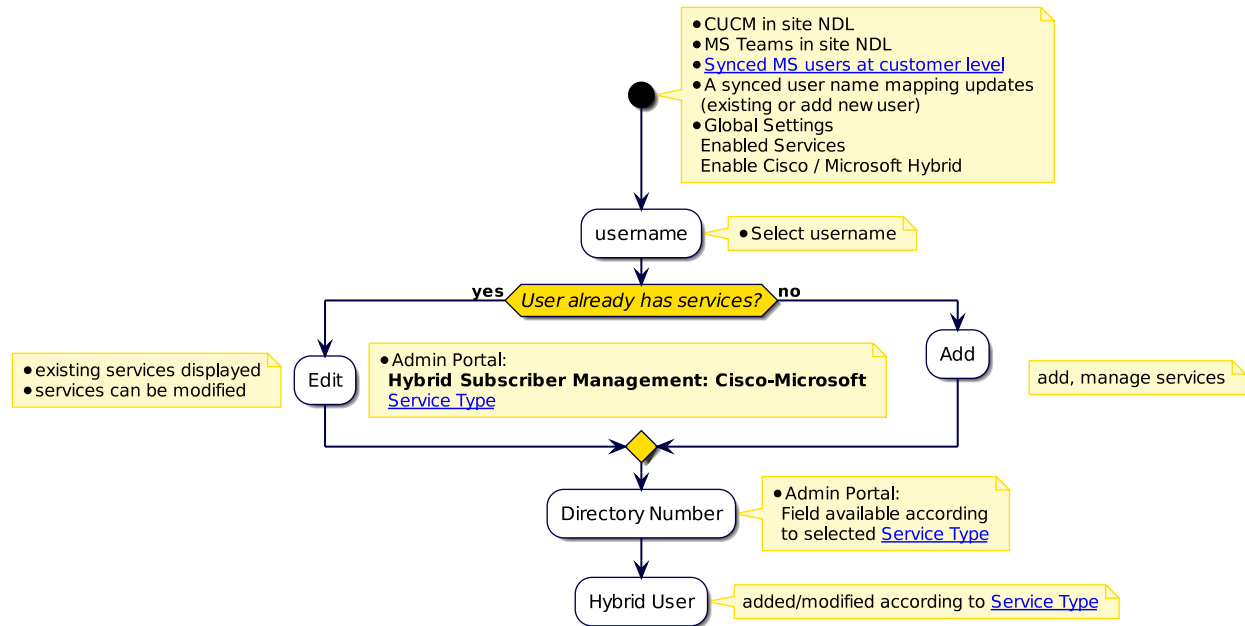 •CUCM in site NDL
•MS Teams in site NDL
•Synced MS users at customer level
•A synced user name mapping updates
(existing or add new user)
•Global Settings
Enabled Services
Enable Cisco / Microsoft Hybrid
username
•Select username
yes
User already has services?
no
•existing services displayed
•services can be modified
Edit
•Admin Portal:
Hybrid Subscriber Management: Cisco-Microsoft
Service Type
Add
add, manage services
Directory Number
•Admin Portal:
Field available according
to selected Service Type
Hybrid User
added/modified according to Service Type